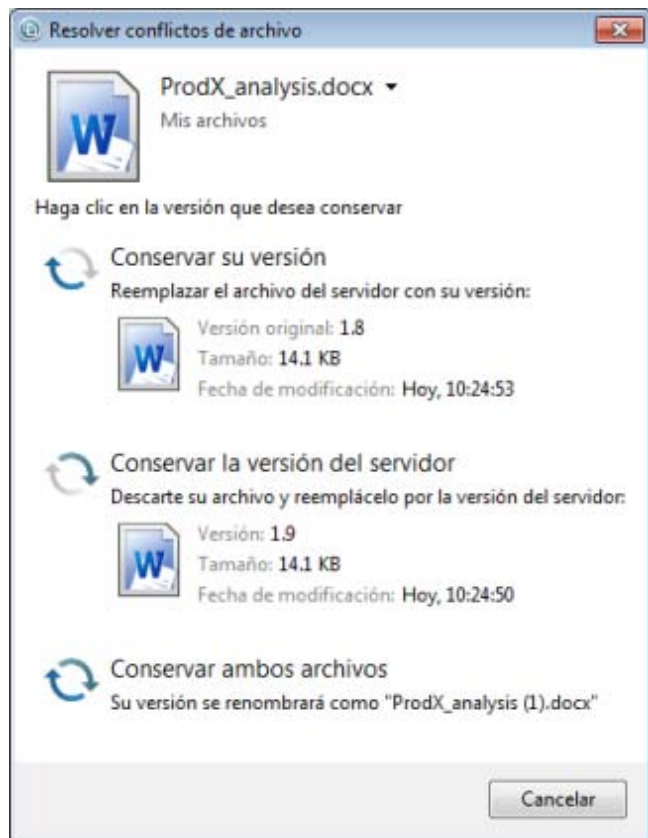 Resolver conflictos de archivo
ProdX_analysis.docx
Mis archivos
Haga clic en la versión que desea conservar
Conservar su versión
Reemplazar el archivo del servidor con su versión:
Versión original: 1.8
Tamaño: 14.1 KB
Fecha de modificación: Hoy, 10:24:53
Conservar la versión del servidor
Descarte su archivo y reemplácelo por la versión del servidor:
Versión: 1.9
Tamaño: 14.1 KB
Fecha de modificación: Hoy, 10:24:50
Conservar ambos archivos
Su versión se renombrará como "ProdX_analysis (1).docx"
Cancelar